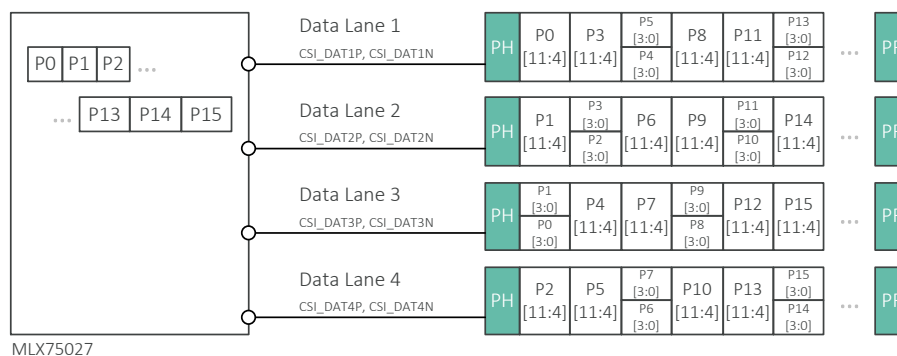 P0 P1 P2 ...
... P13 P14 P15
MLX75027
Data Lane 1
CSI_DAT1P, CSI_DAT1N
PH P0 [11:4] P3 [11:4] P5 [3:0] P4 [3:0] P8 [11:4] P11 [11:4] P13 [3:0] P12 [3:0] ...
Data Lane 2
CSI_DAT2P, CSI_DAT2N
PH P1 [11:4] P3 [3:0] P2 [3:0] P6 [11:4] P9 [11:4] P11 [3:0] P10 [3:0] P14 [11:4] ...
Data Lane 3
CSI_DAT3P, CSI_DAT3N
PH P1 [3:0] P0 [3:0] P4 [11:4] P7 [11:4] P9 [3:0] P8 [3:0] P12 [11:4] P15 [11:4] ...
Data Lane 4
CSI_DAT4P, CSI_DAT4N
PH P2 [11:4] P5 [11:4] P7 [3:0] P6 [3:0] P10 [11:4] P13 [11:4] P15 [3:0] P14 [3:0] ...